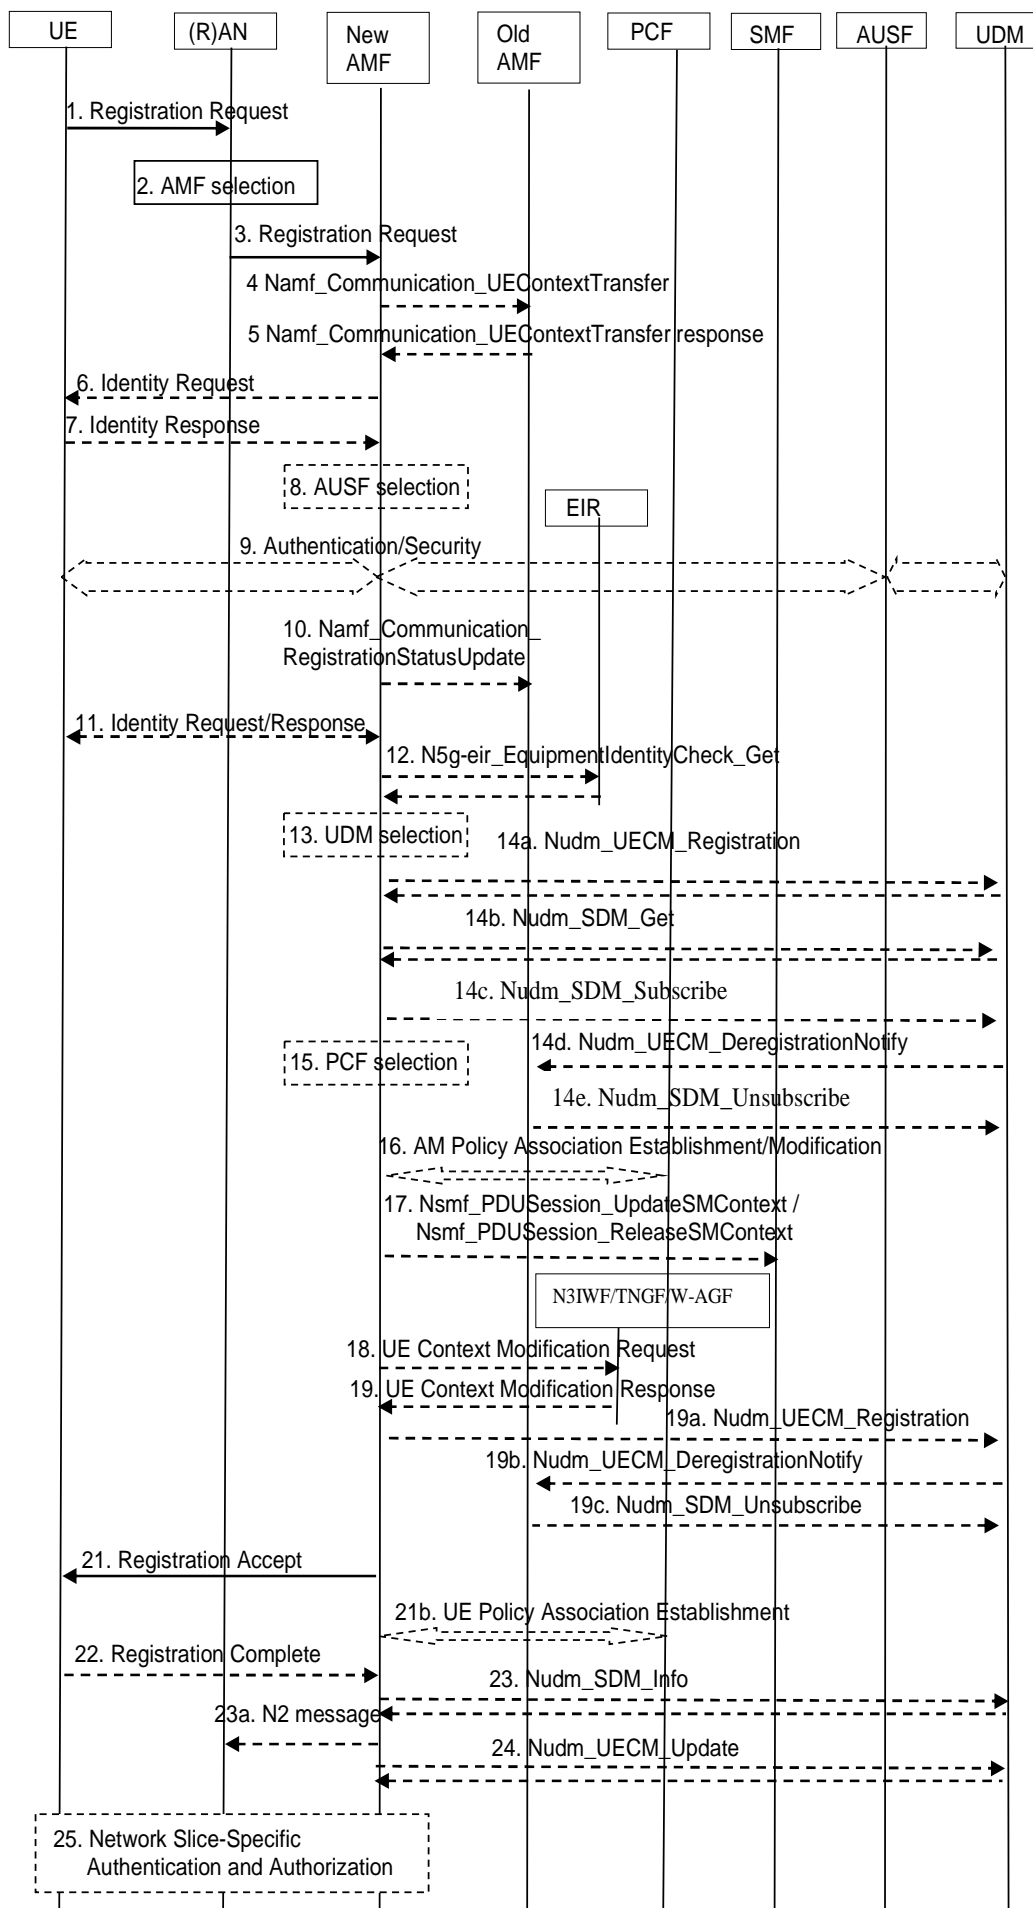 UE
(R)AN
New
AMF
Old
AMF
PCF
SMF
AUSF
UDM
1. Registration Request
2. AMF selection
3. Registration Request
4 Namf_Communication_UEContextTransfer
5 Namf_Communication_UEContextTransfer response
6. Identity Request
7. Identity Response
8. AUSF selection
EIR
9. Authentication/Security
10. Namf_Communication_
RegistrationStatusUpdate
11. Identity Request/Response
12. N5g-eir_EquipmentIdentityCheck_Get
13. UDM selection
14a. Nudm_UECM_Registration
14b. Nudm_SDM_Get
14c. Nudm_SDM_Subscribe
14d. Nudm_UECM_DeregistrationNotify
15. PCF selection
14e. Nudm_SDM_Unsubscribe
16. AM Policy Association Establishment/Modification
17. Nsmf_PDUSession_UpdateSMContext /
Nsmf_PDUSession_ReleaseSMContext
N3IWF/TNGF/W-AGF
18. UE Context Modification Request
19. UE Context Modification Response
19a. Nudm_UECM_Registration
19b. Nudm_UECM_DeregistrationNotify
19c. Nudm_SDM_Unsubscribe
21. Registration Accept
21b. UE Policy Association Establishment
22. Registration Complete
23. Nudm_SDM_Info
23a. N2 message
24. Nudm_UECM_Update
25. Network Slice-Specific
Authentication and Authorization